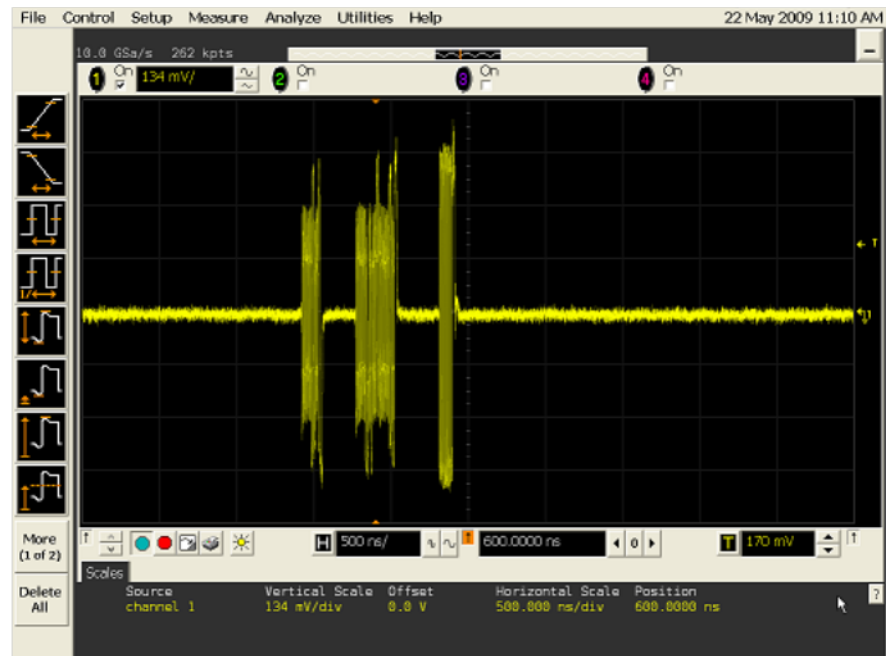 File Control Setup Measure Analyze Utilities Help 22 May 2009 11:10 AM
10.0 GSa/s 262 kpts
1 On 134 mV/ 2 On 3 On 4 On
T
1
1/
More
(1 of 2)
Delete
All
H 500 ns/ 600.0000 ns 0 T 170 mV
Scales
Source Vertical Scale Offset Horizontal Scale Position
channel 1 134 mV/div 0.0 V 500.000 ns/div 600.0000 ns
?